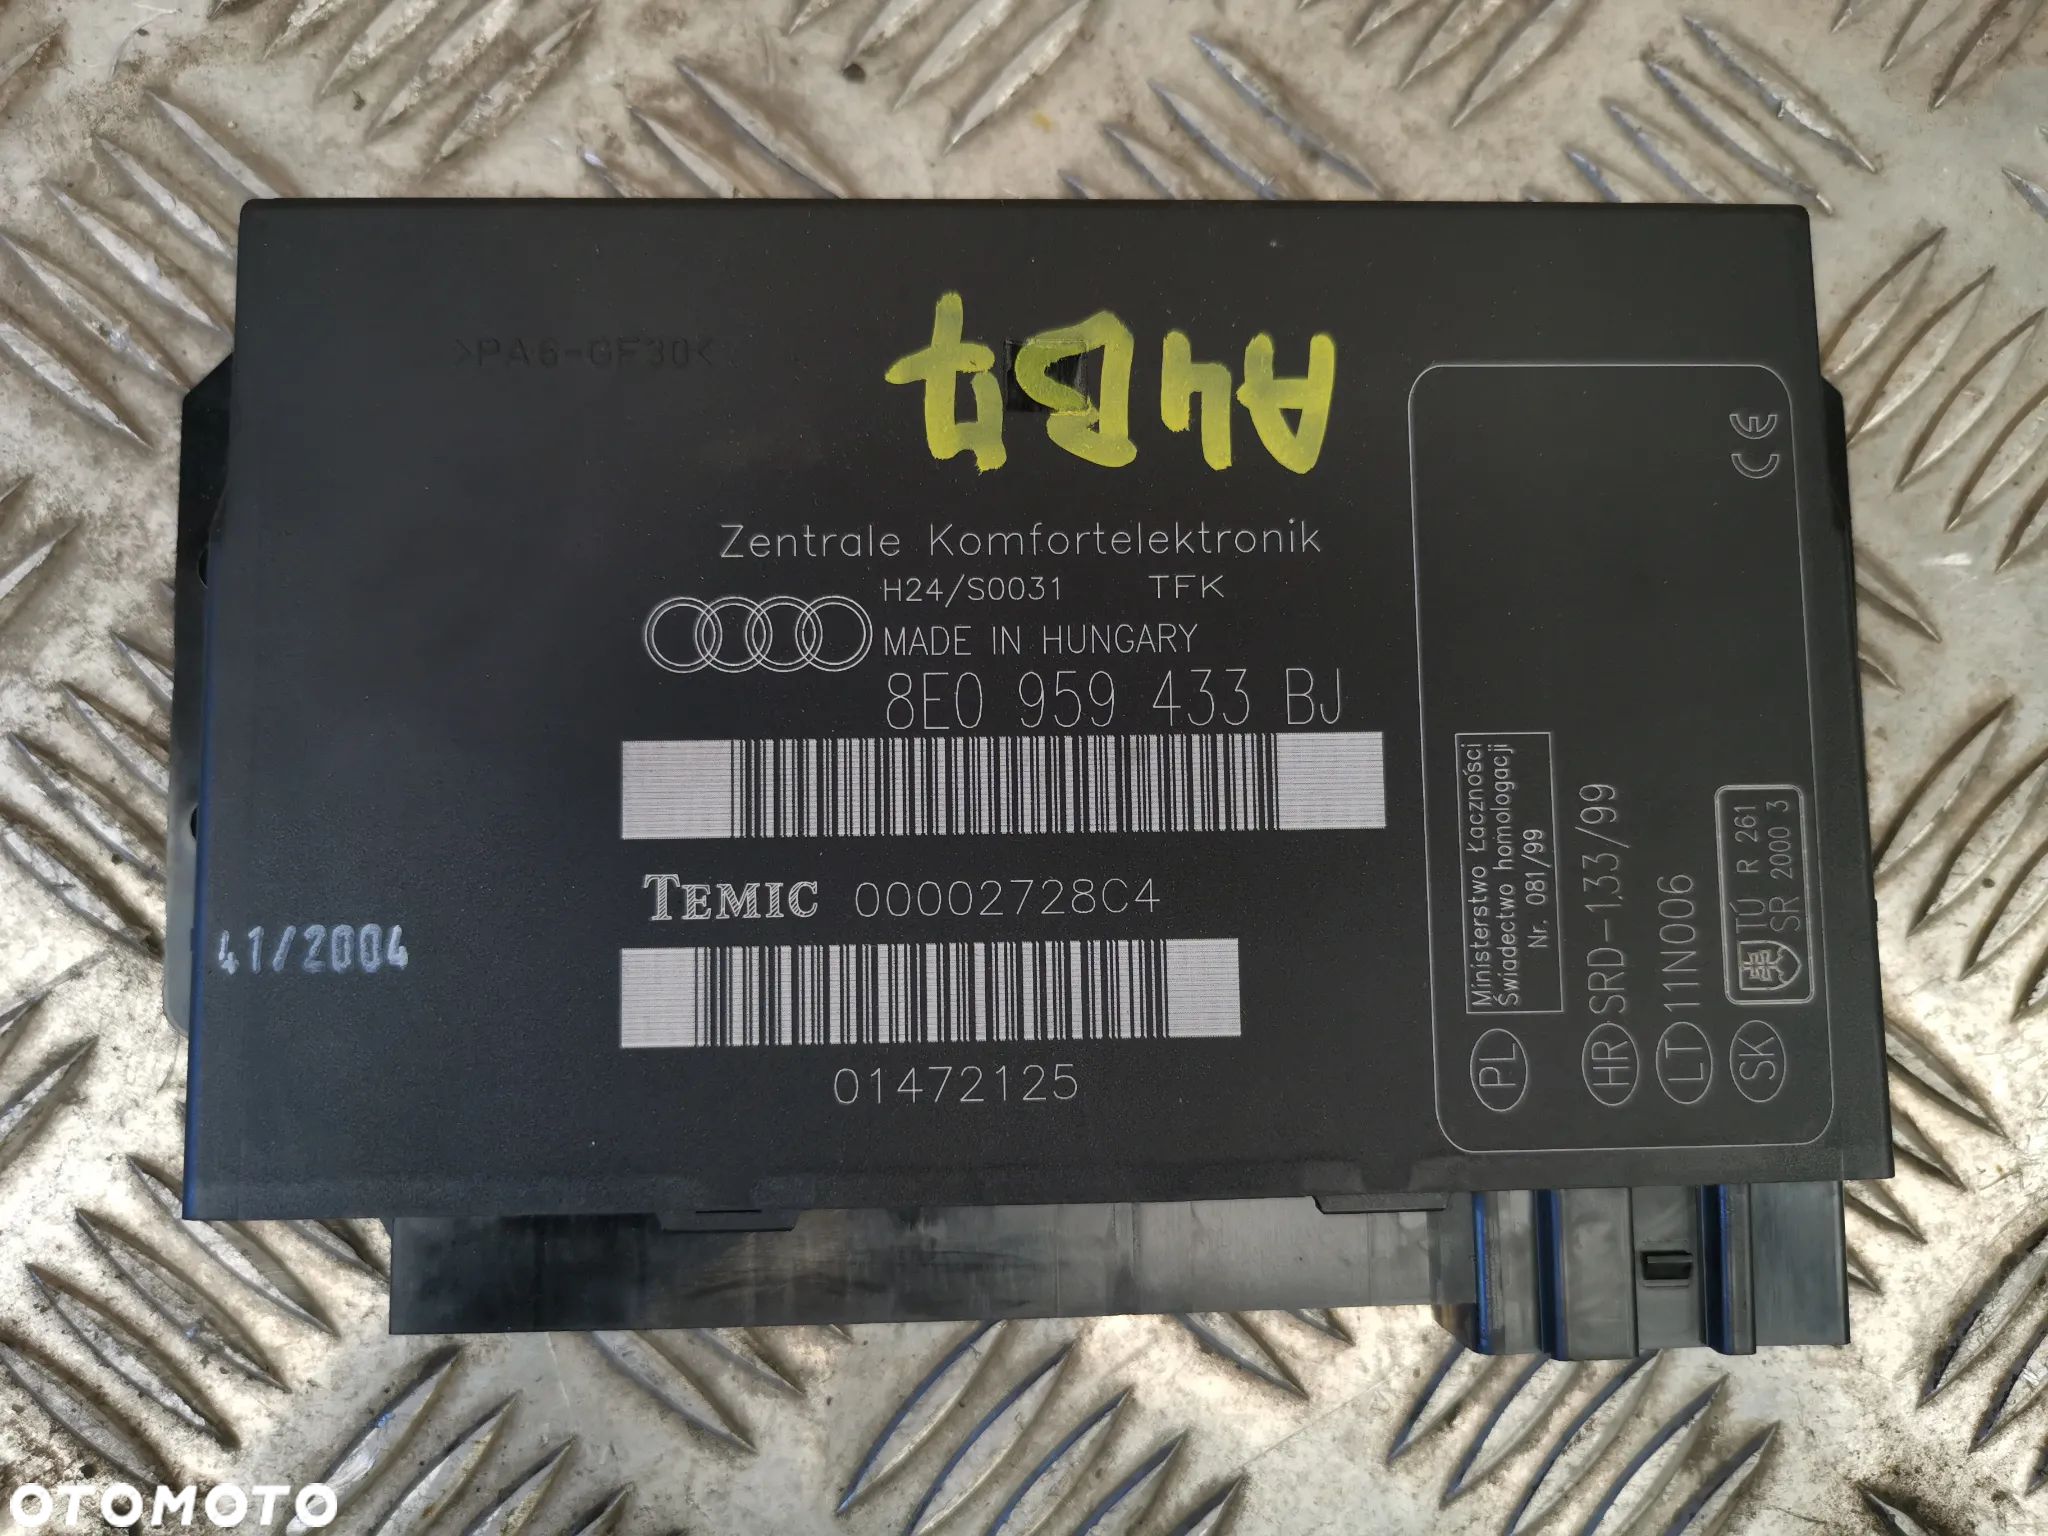 >PA6-GF30<
A4B7
Zentrale Komfortelektronik
H24/S0031 TFK
MADE IN HUNGARY
8E0 959 433 BJ
TEMIC 00002728C4
01472125
41/2004
CE
PL
Ministerstwo Łączności
Świadectwo homologacji
Nr. 081/99
HR SRD-133/99
LT 11N006
SK TÚ R 261
SR 2000 3
OTOMOTO